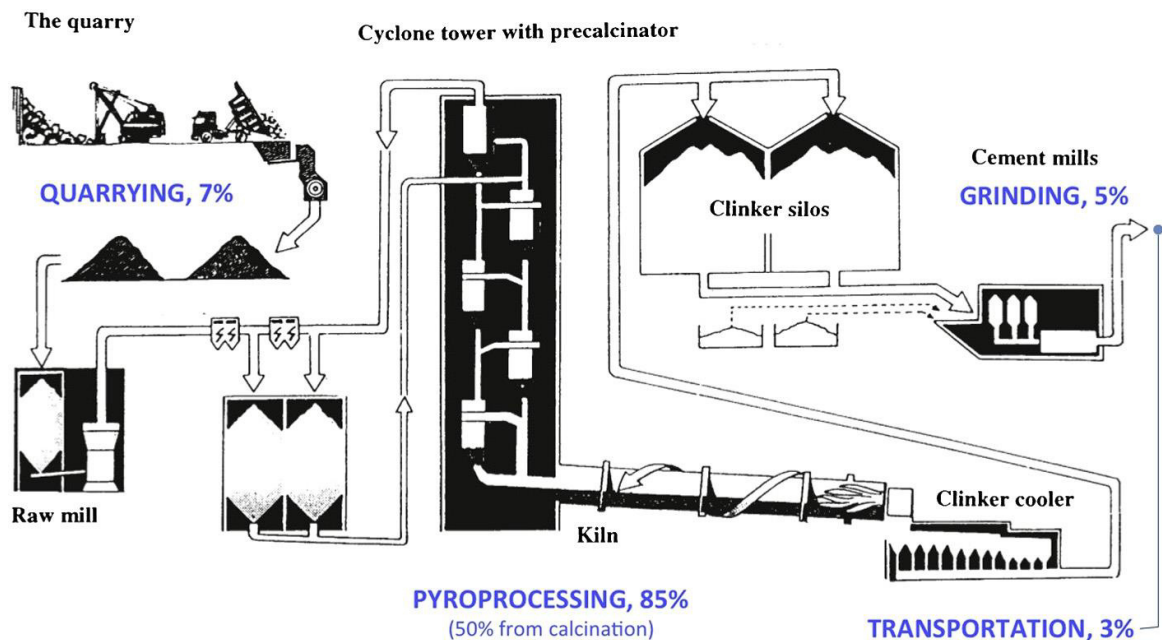 The quarry
Cyclone tower with precalcinator
QUARRYING, 7%
Cement mills
GRINDING, 5%
Clinker silos
Raw mill
Clinker cooler
Kiln
PYROPROCESSING, 85%
(50% from calcination)
TRANSPORTATION, 3%